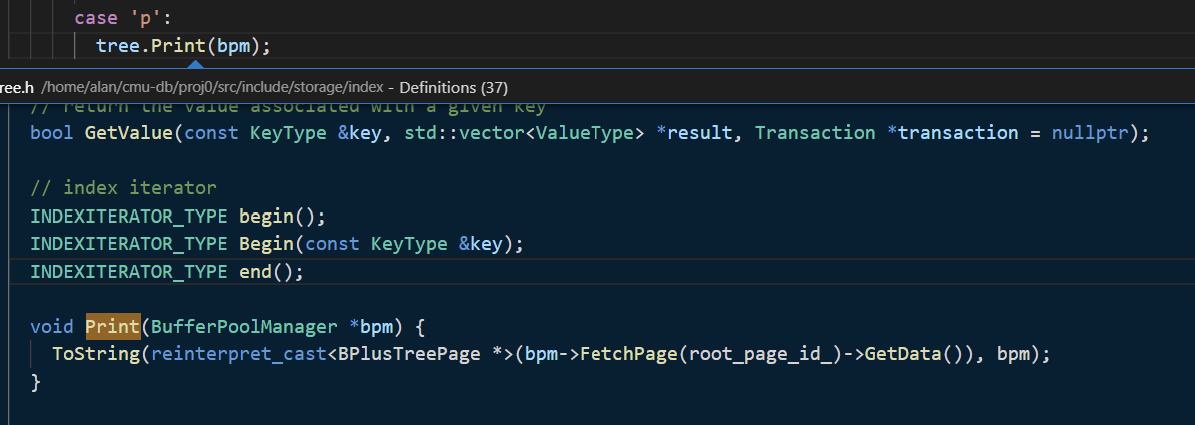 case 'p':
tree.Print(bpm);
ree.h /home/alan/cmu-db/proj0/src/include/storage/index - Definitions (37)
// return the value associated with a given key
bool GetValue(const KeyType &key, std::vector<ValueType> *result, Transaction *transaction = nullptr);
// index iterator
INDEXITERATOR_TYPE begin();
INDEXITERATOR_TYPE Begin(const KeyType &key);
INDEXITERATOR_TYPE end();
void Print(BufferPoolManager *bpm) {
ToString(reinterpret_cast<BPlusTreePage *>(bpm->FetchPage(root_page_id_)->GetData()), bpm);
}